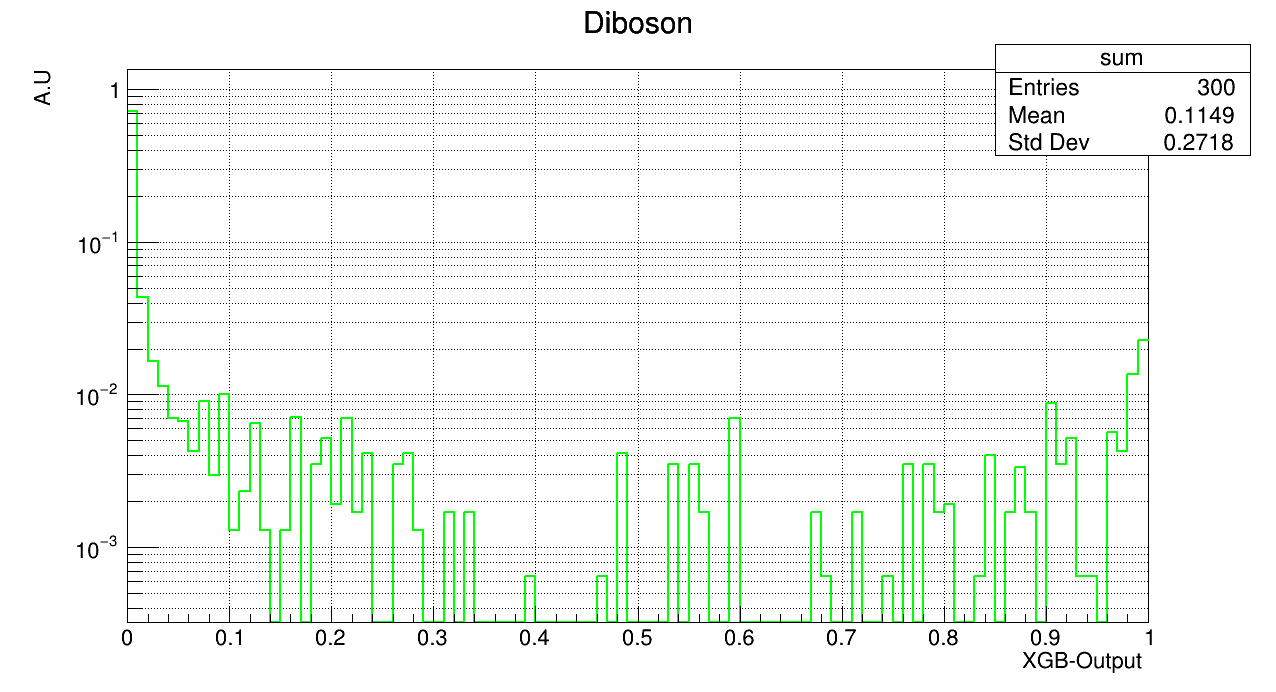 Diboson
A.U
sum
Entries 300
Mean 0.1149
Std Dev 0.2718
1
10−1
10−2
10−3
0 0.1 0.2 0.3 0.4 0.5 0.6 0.7 0.8 0.9 1
XGB-Output